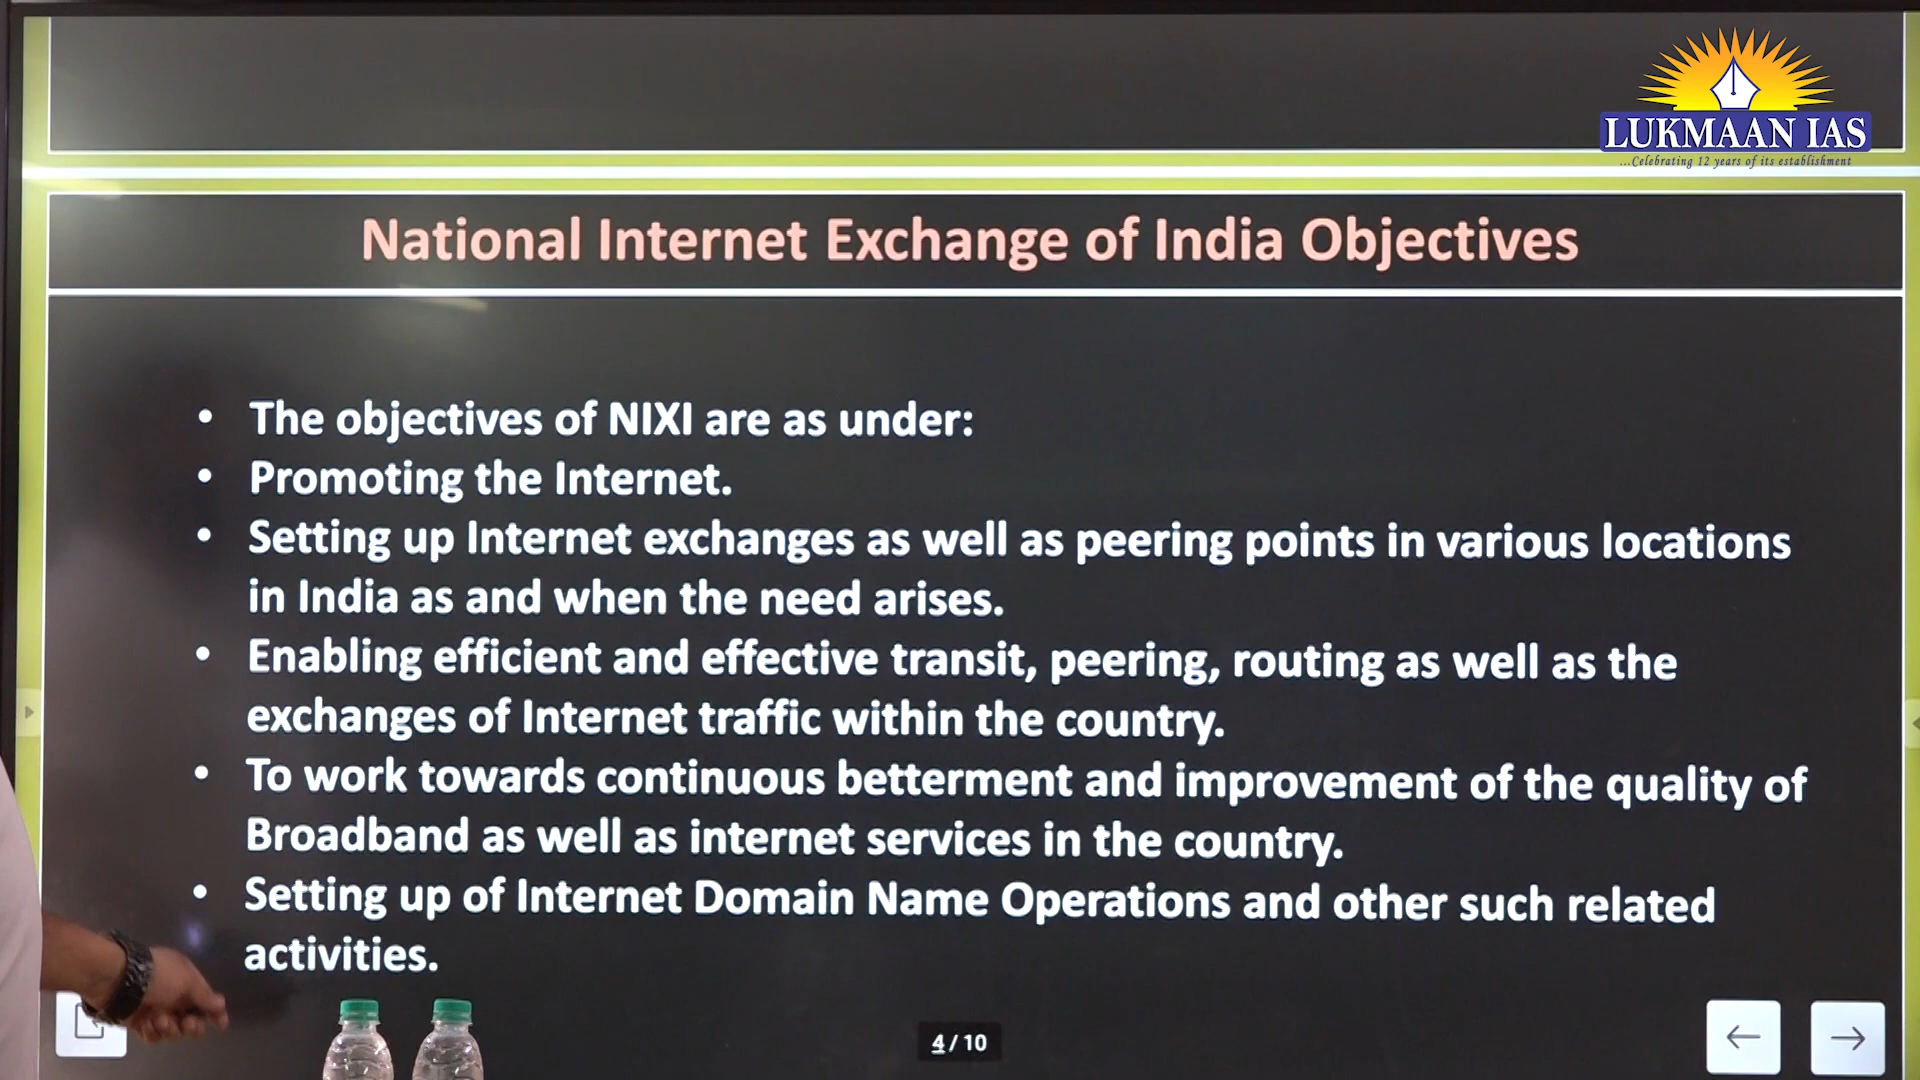 LUKMAAN IAS
...Celebrating 12 years of its establishment
National Internet Exchange of India Objectives
• The objectives of NIXI are as under:
• Promoting the Internet.
• Setting up Internet exchanges as well as peering points in various locations
in India as and when the need arises.
• Enabling efficient and effective transit, peering, routing as well as the
exchanges of Internet traffic within the country.
• To work towards continuous betterment and improvement of the quality of
Broadband as well as internet services in the country.
• Setting up of Internet Domain Name Operations and other such related
activities.
4 / 10